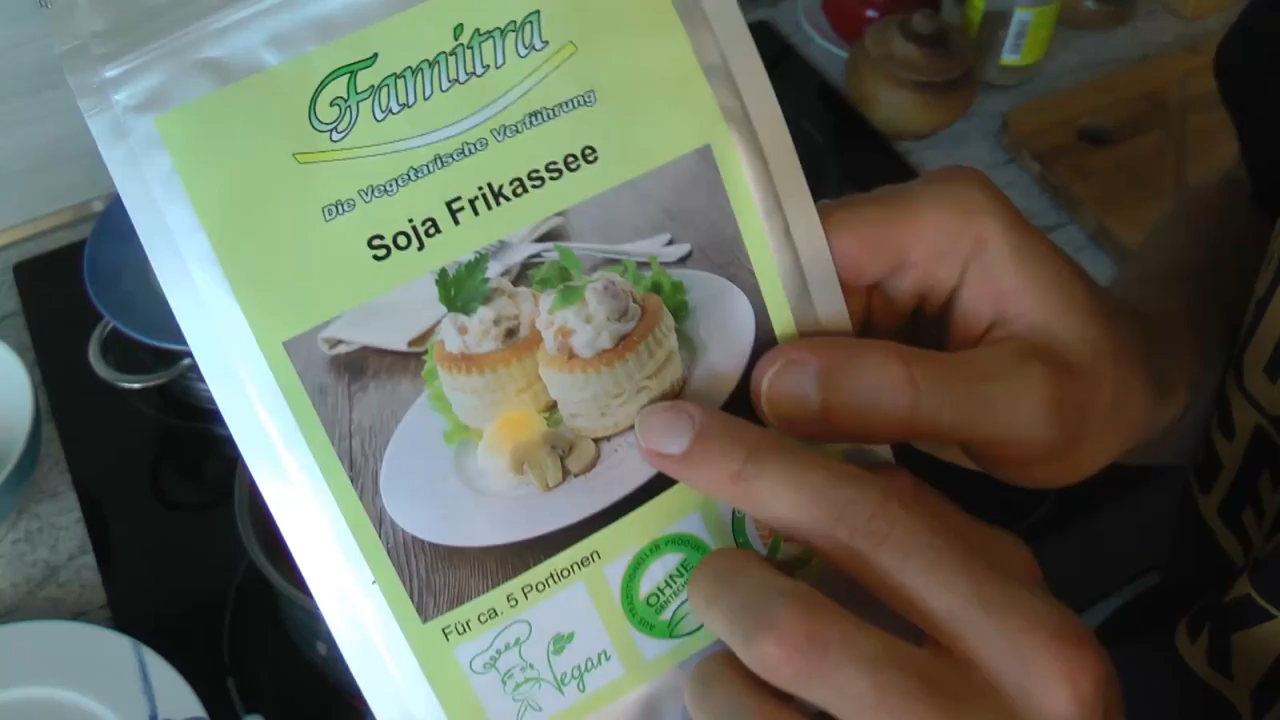 Famitra
Die Vegetarische Verführung
Soja Frikassee
Für ca. 5 Portionen
Vegan
OHNE